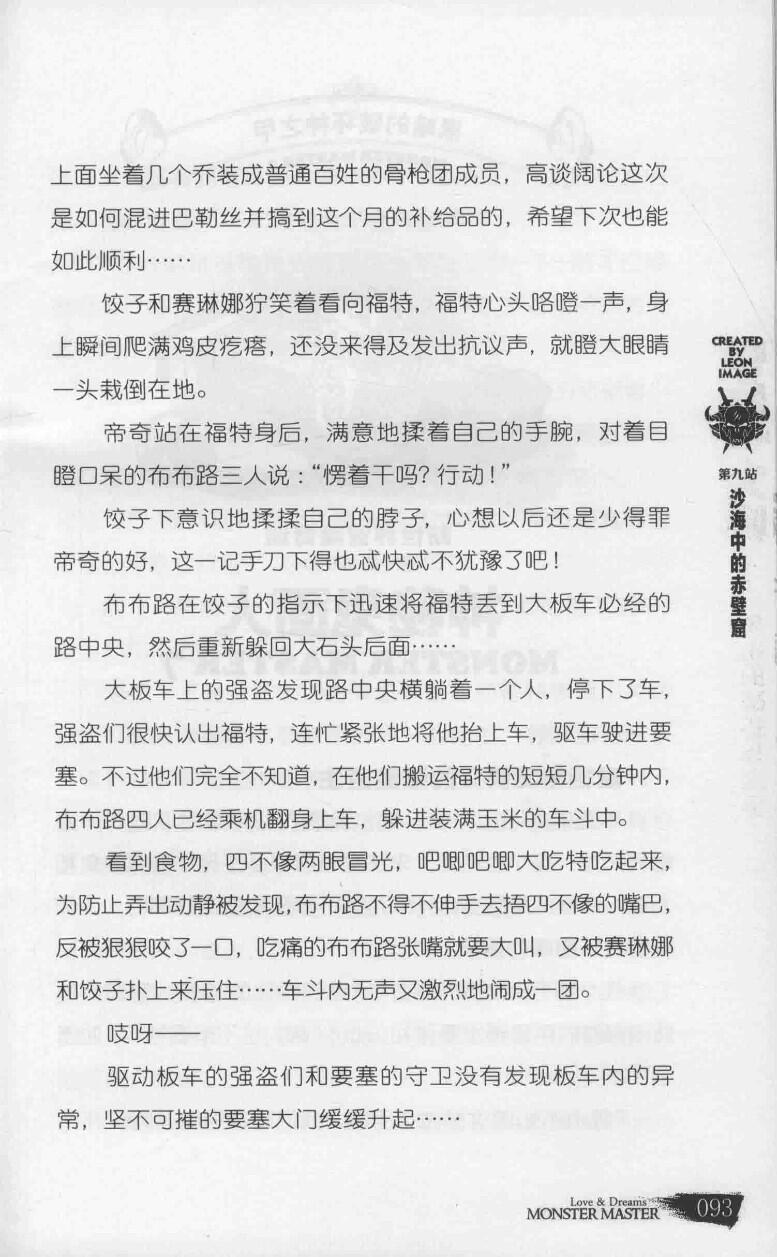 上面坐着几个乔装成普通百姓的骨枪团成员，高谈阔论这次
是如何混进巴勒丝并搞到这个月的补给品的，希望下次也能
如此顺利……
饺子和赛琳娜狞笑着看向福特，福特心头咯噔一声，身
上瞬间爬满鸡皮疙瘩，还没来得及发出抗议声，就瞪大眼睛
一头栽倒在地。
帝奇站在福特身后，满意地揉着自己的手腕，对着目
瞪口呆的布布路三人说：“愣着干吗？行动！”
饺子下意识地揉揉自己的脖子，心想以后还是少得罪
帝奇的好，这一记手刀下得也忒快忒不犹豫了吧！
布布路在饺子的指示下迅速将福特丢到大板车必经的
路中央，然后重新躲回大石头后面……
大板车上的强盗发现路中央横躺着一个人，停下了车，
强盗们很快认出福特，连忙紧张地将他抬上车，驱车驶进要
塞。不过他们完全不知道，在他们搬运福特的短短几分钟内，
布布路四人已经乘机翻身上车，躲进装满玉米的车斗中。
看到食物，四不像两眼冒光，吧唧吧唧大吃特吃起来，
为防止弄出动静被发现，布布路不得不伸手去捂四不像的嘴巴，
反被狠狠咬了一口，吃痛的布布路张嘴就要大叫，又被赛琳娜
和饺子扑上来压住……车斗内无声又激烈地闹成一团。
吱呀——
驱动板车的强盗们和要塞的守卫没有发现板车内的异
常，坚不可摧的要塞大门缓缓升起……
CREATED
BY
LEON
IMAGE
第九站
沙海中的赤壁窟
Love & Dreams
MONSTER MASTER
093